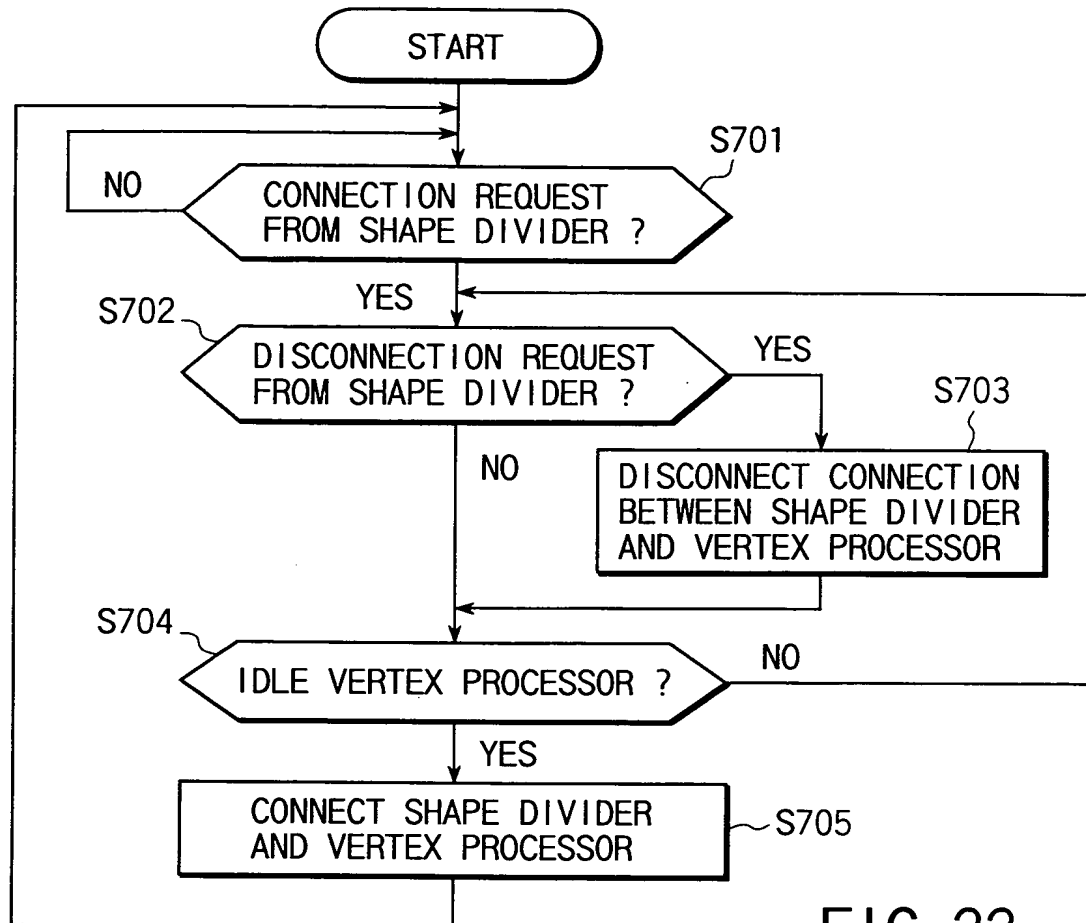 START
S701
NO
CONNECTION REQUEST
FROM SHAPE DIVIDER ?
YES
S702
DISCONNECTION REQUEST
FROM SHAPE DIVIDER ?
YES
S703
NO
DISCONNECT CONNECTION
BETWEEN SHAPE DIVIDER
AND VERTEX PROCESSOR
S704
IDLE VERTEX PROCESSOR ?
NO
YES
CONNECT SHAPE DIVIDER
AND VERTEX PROCESSOR
S705